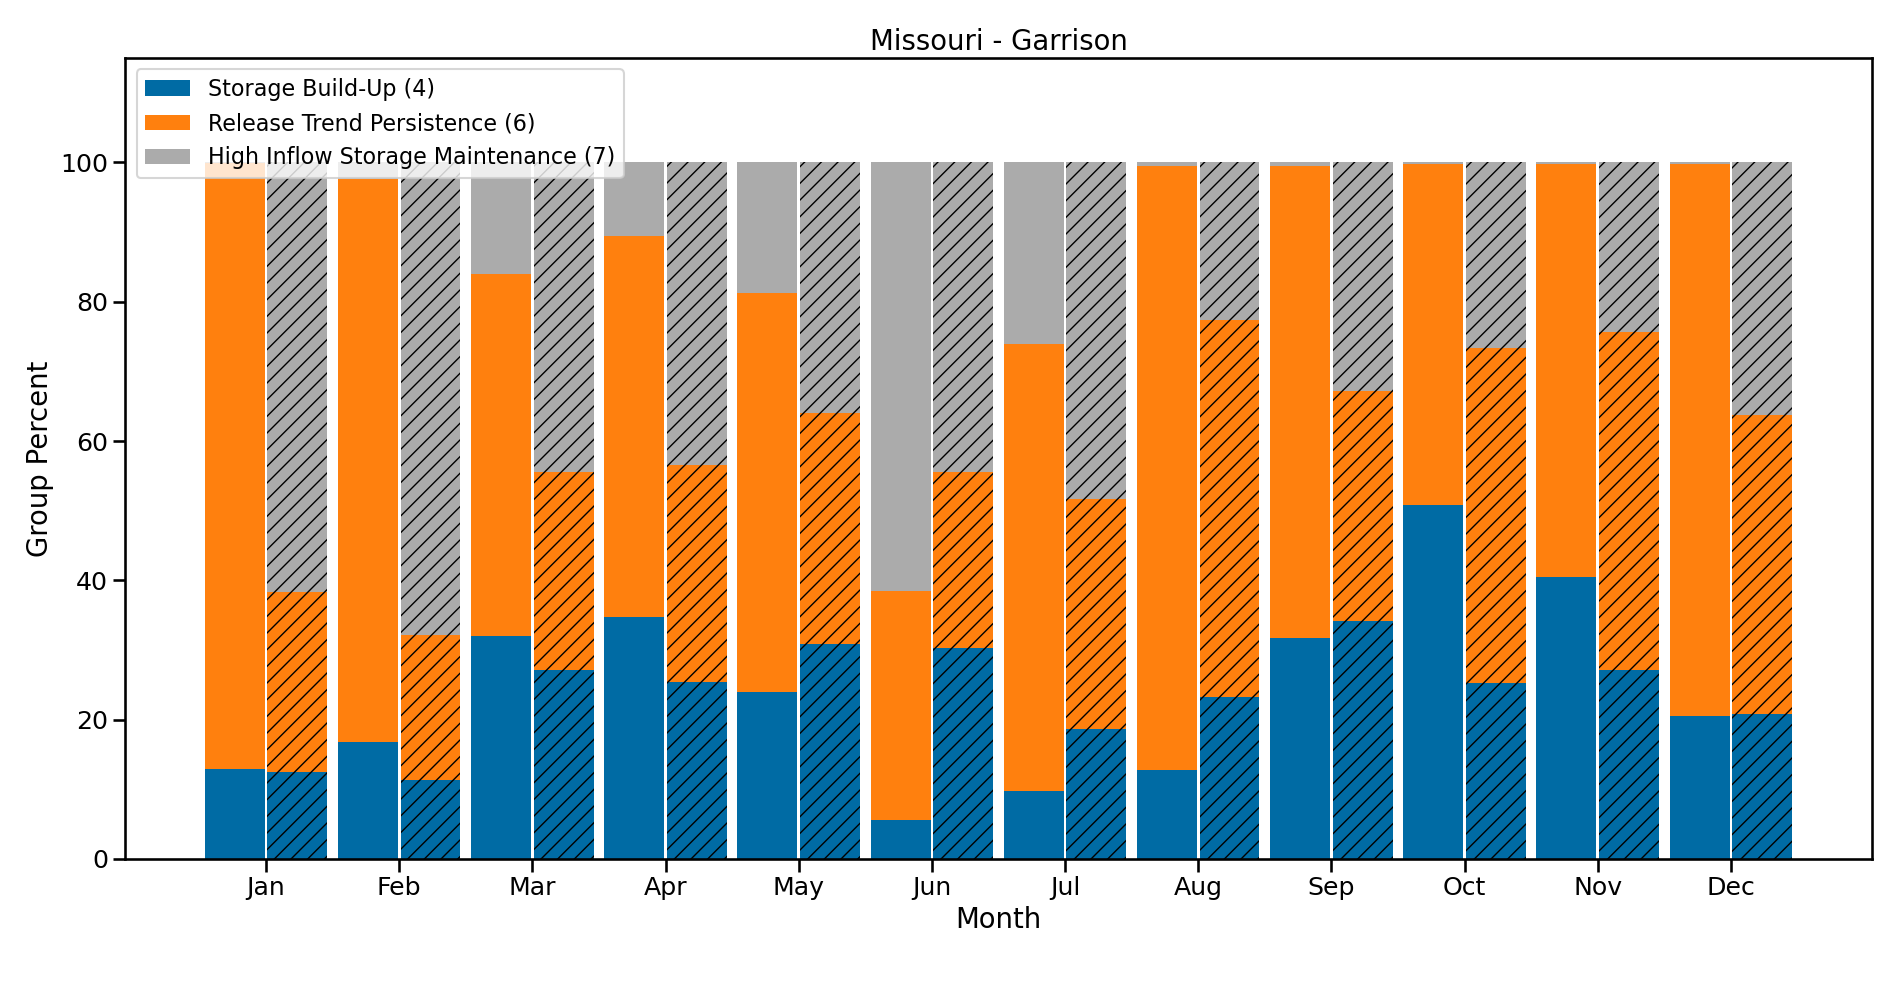 Missouri - Garrison
Storage Build-Up (4)
Release Trend Persistence (6)
High Inflow Storage Maintenance (7)
100
80
60
40
20
0
Group Percent
Jan Feb Mar Apr May Jun Jul Aug Sep Oct Nov Dec
Month